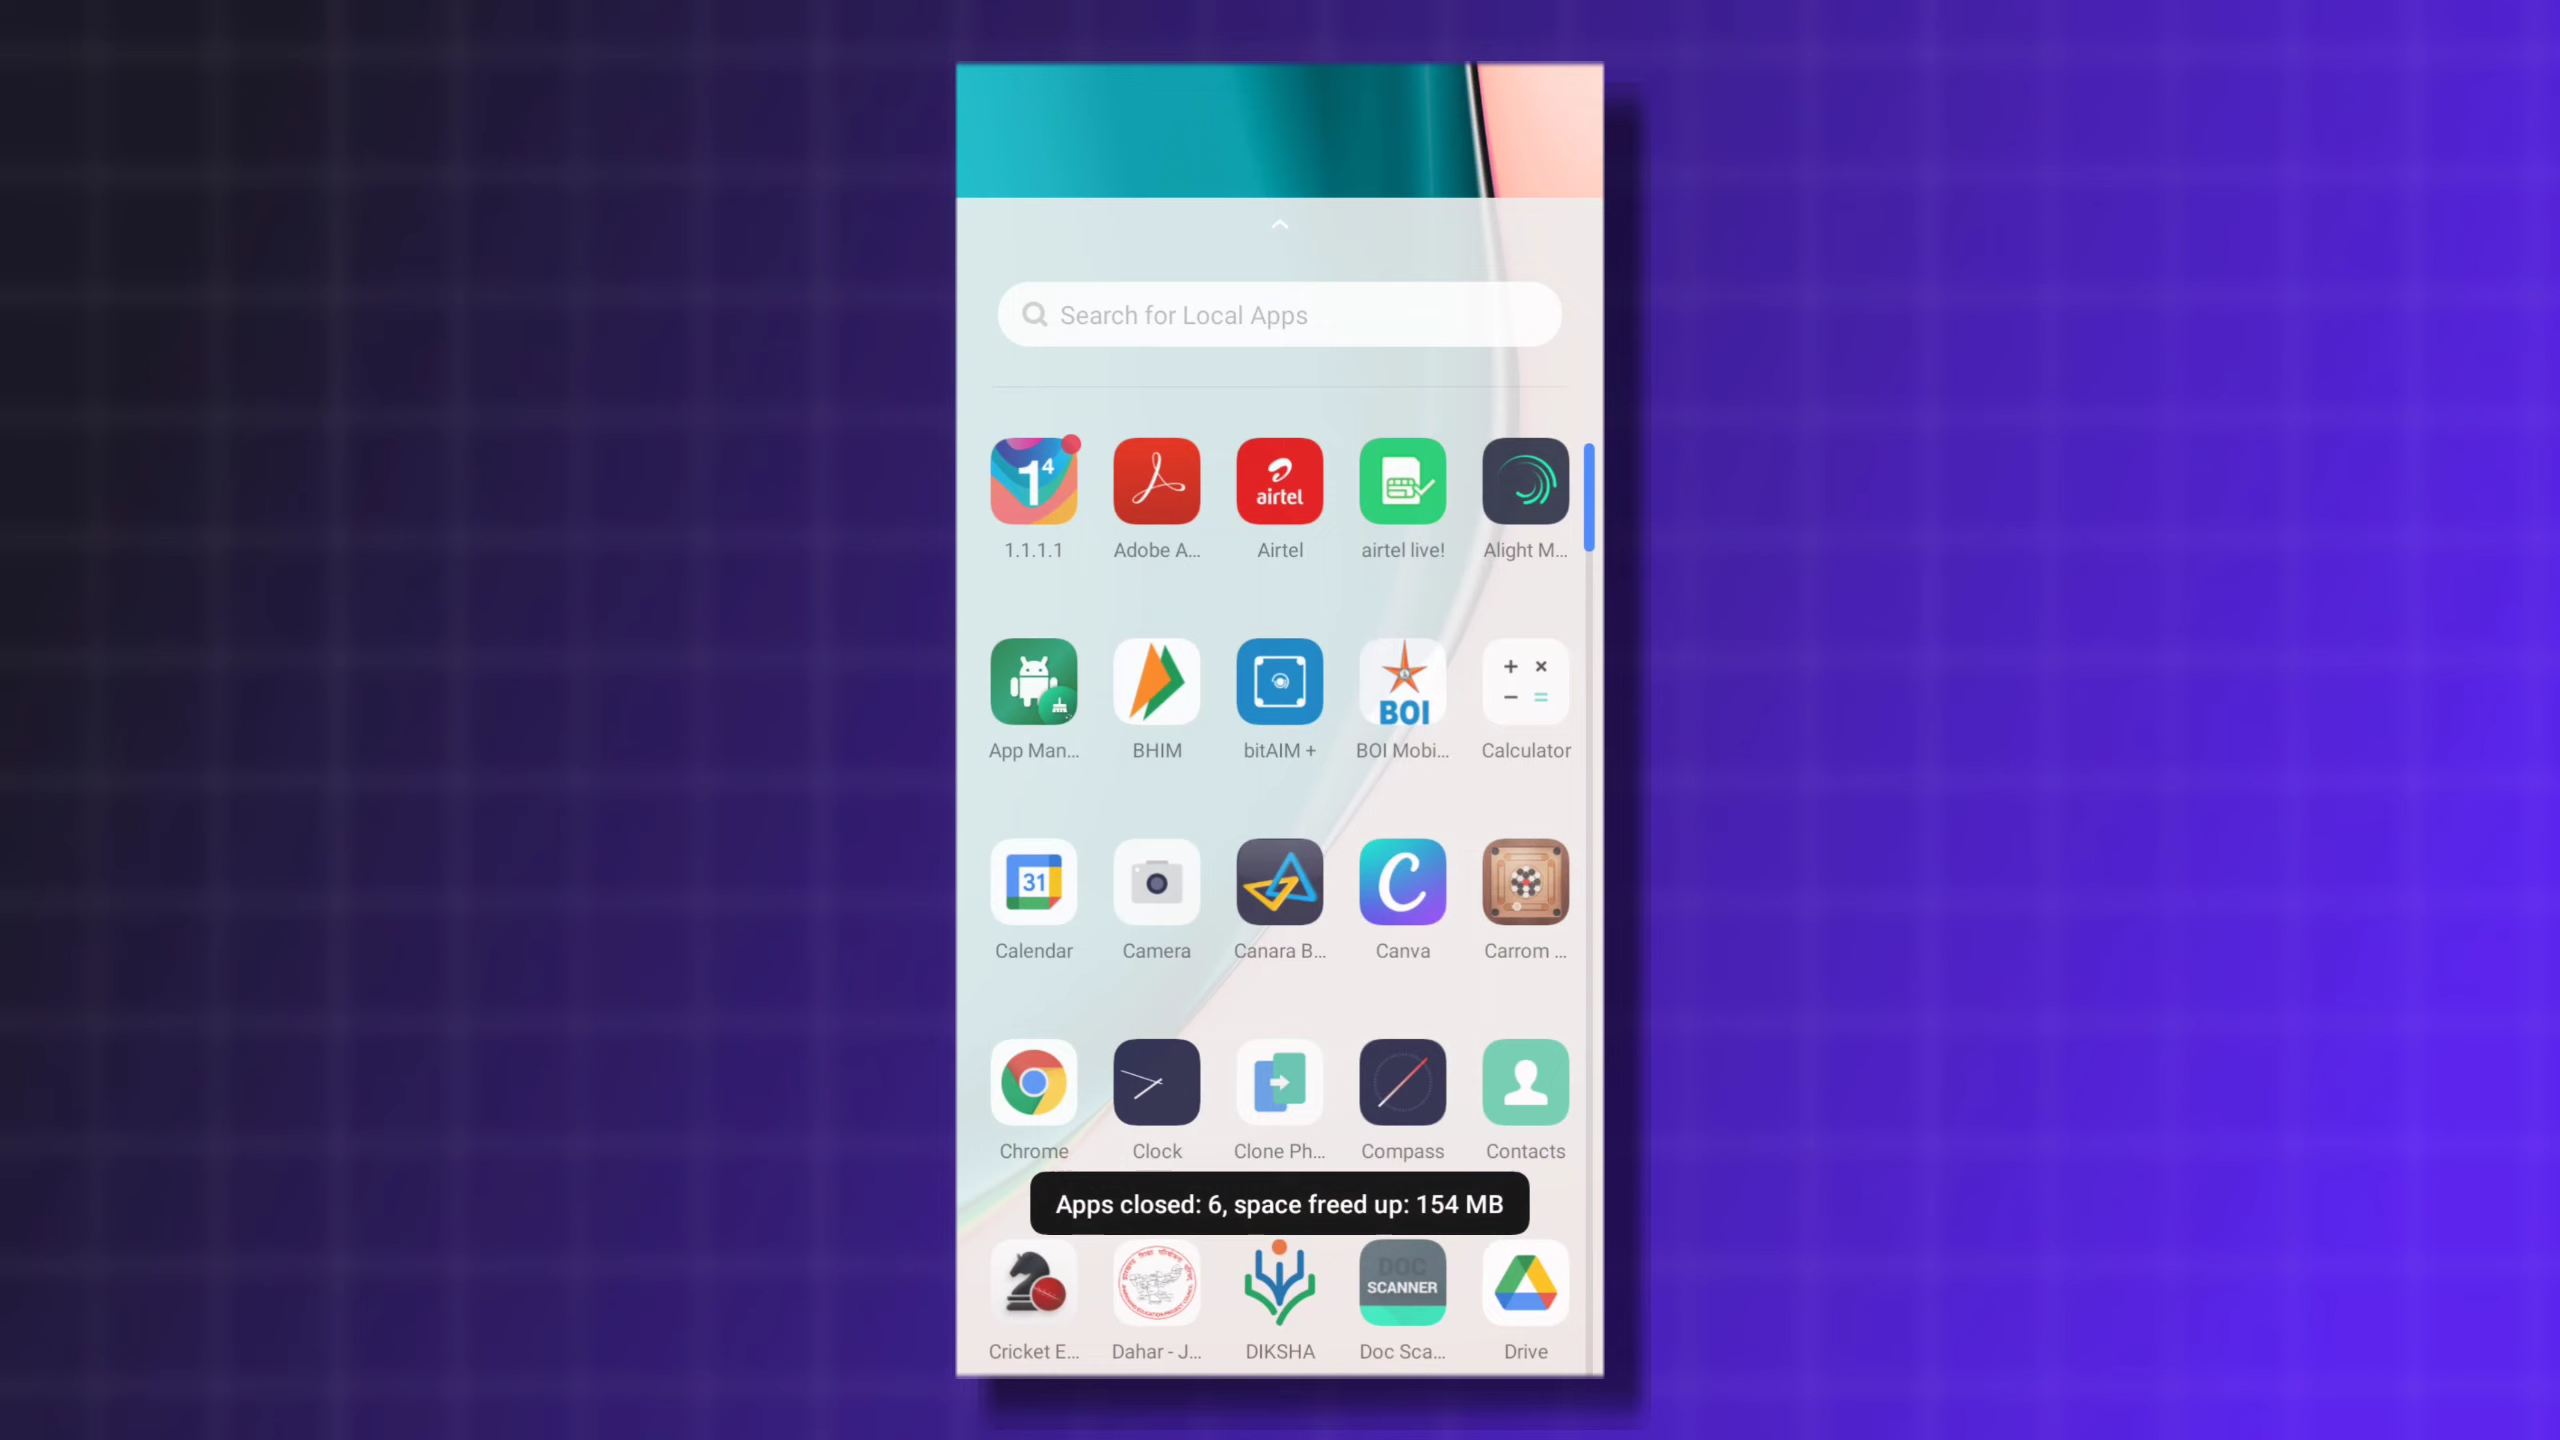 Search for Local Apps
1⁴
airtel
1.1.1.1
Adobe A...
Airtel
airtel live!
Alight M...
BOI
App Man...
BHIM
bitAIM +
BOI Mobi...
Calculator
31
Calendar
Camera
Canara B...
Canva
Carrom ...
Chrome
Clock
Clone Ph...
Compass
Contacts
Apps closed: 6, space freed up: 154 MB
DOC
SCANNER
Cricket E...
Dahar - J...
DIKSHA
Doc Sca...
Drive